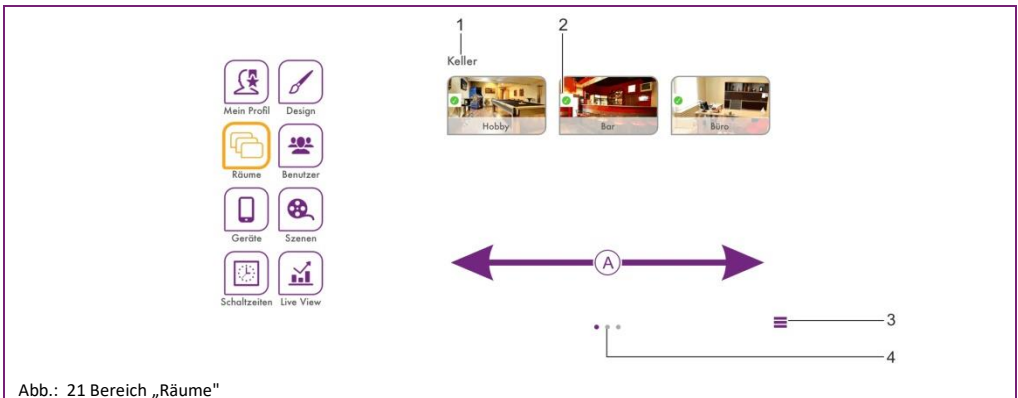 1 2
Keller
Hobby Bar Büro
Mein Profil Design
Räume Benutzer
Geräte Szenen
Schaltzeiten Live View
A
3
4
Abb.: 21 Bereich „Räume"